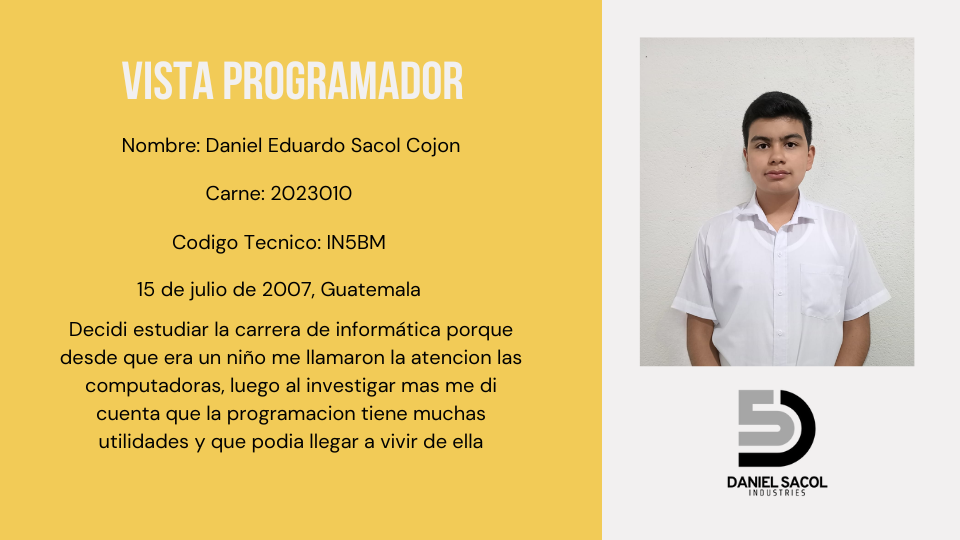 VISTA PROGRAMADOR
Nombre: Daniel Eduardo Sacol Cojon
Carne: 2023010
Codigo Tecnico: IN5BM
15 de julio de 2007, Guatemala
Decidi estudiar la carrera de informática porque
desde que era un niño me llamaron la atencion las
computadoras, luego al investigar mas me di
cuenta que la programacion tiene muchas
utilidades y que podia llegar a vivir de ella
DANIEL SACOL
INDUSTRIES